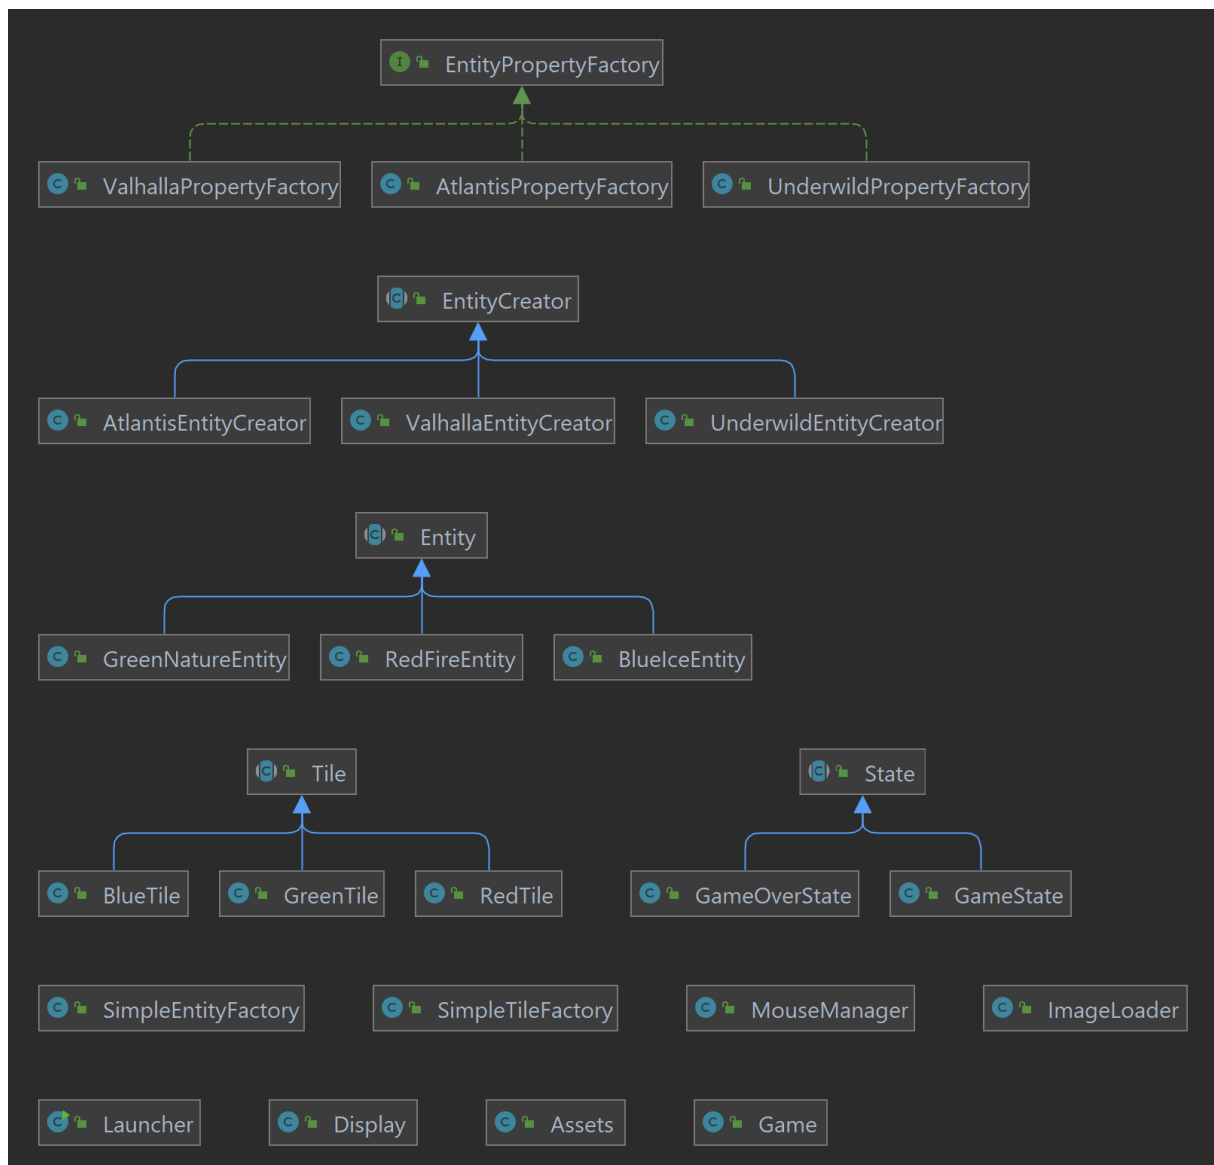 EntityPropertyFactory
ValhallaPropertyFactory
AtlantisPropertyFactory
UnderwildPropertyFactory
EntityCreator
AtlantisEntityCreator
ValhallaEntityCreator
UnderwildEntityCreator
Entity
GreenNatureEntity
RedFireEntity
BlueIceEntity
Tile
State
BlueTile
GreenTile
RedTile
GameOverState
GameState
SimpleEntityFactory
SimpleTileFactory
MouseManager
ImageLoader
Launcher
Display
Assets
Game